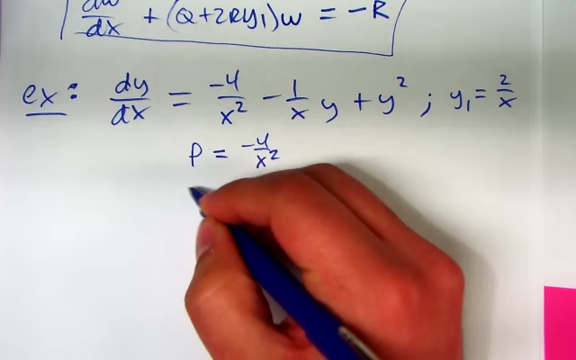 dw/dx + (Q+2Ry₁)w = -R
ex: dy/dx = -4/x² - 1/x y + y² ; y₁ = 2/x
P = -4/x²